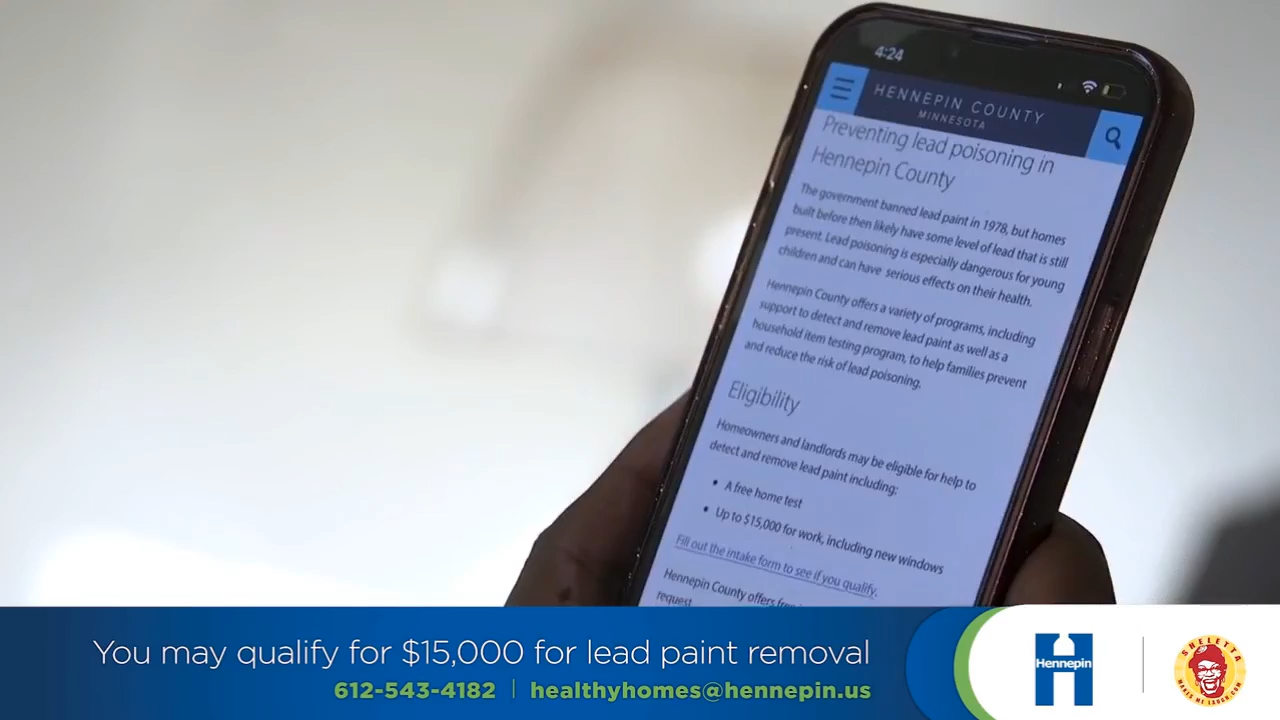 4:24
HENNEPIN COUNTY
MINNESOTA
Preventing lead poisoning in
Hennepin County
The government banned lead paint in 1978, but homes
built before then likely have some level of lead that is still
present. Lead poisoning is especially dangerous for young
children and can have serious effects on their health.
Hennepin County offers a variety of programs, including
support to detect and remove lead paint as well as a
household item testing program, to help families prevent
and reduce the risk of lead poisoning.
Eligibility
Homeowners and landlords may be eligible for help to
detect and remove lead paint including:
• A free home test
• Up to $15,000 for work, including new windows
Fill out the intake form to see if you qualify.
Hennepin County offers free
request
You may qualify for $15,000 for lead paint removal
612-543-4182 | healthyhomes@hennepin.us
Hennepin
SHELETTA
MAKES ME LAUGH.COM